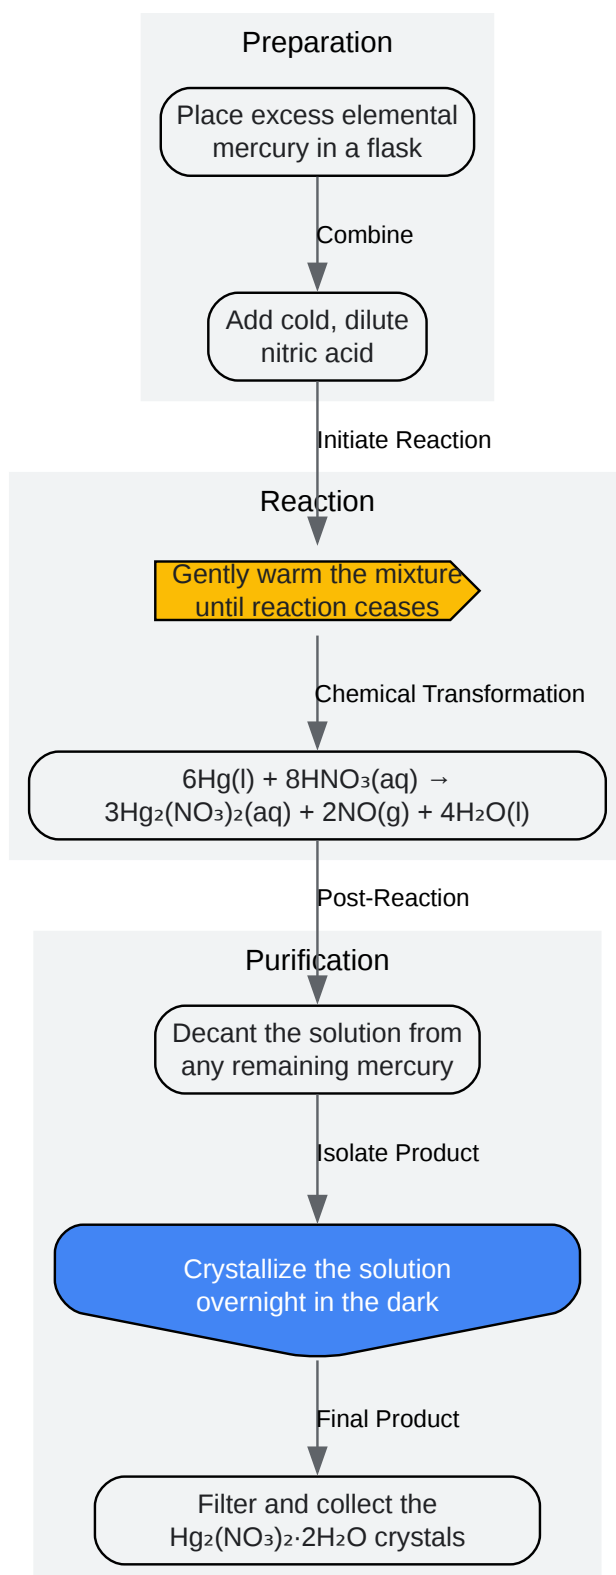 Preparation
Place excess elemental
mercury in a flask
Combine
Add cold, dilute
nitric acid
Initiate Reaction
Reaction
Gently warm the mixture
until reaction ceases
Chemical Transformation
6Hg(l) + 8HNO₃(aq) →
3Hg₂(NO₃)₂(aq) + 2NO(g) + 4H₂O(l)
Post-Reaction
Purification
Decant the solution from
any remaining mercury
Isolate Product
Crystallize the solution
overnight in the dark
Final Product
Filter and collect the
Hg₂(NO₃)₂·2H₂O crystals